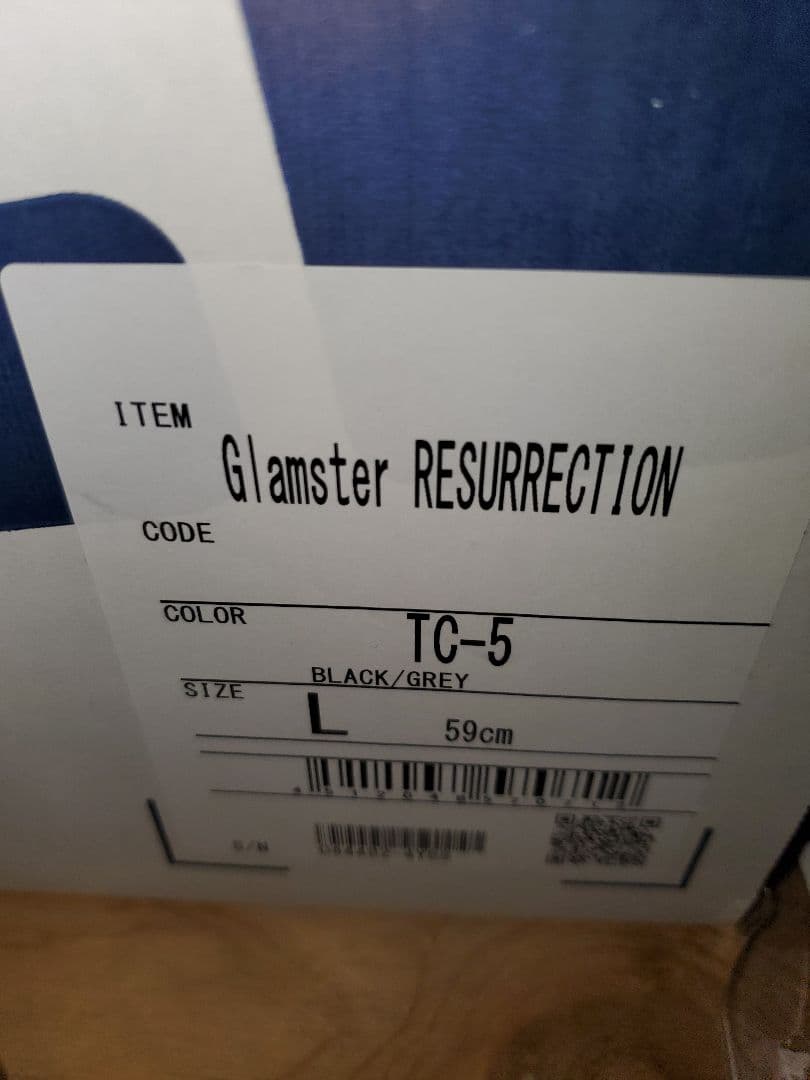 ITEM
Glamster RESURRECTION
CODE
COLOR
TC-5
BLACK/GREY
SIZE
L 59cm
S/N